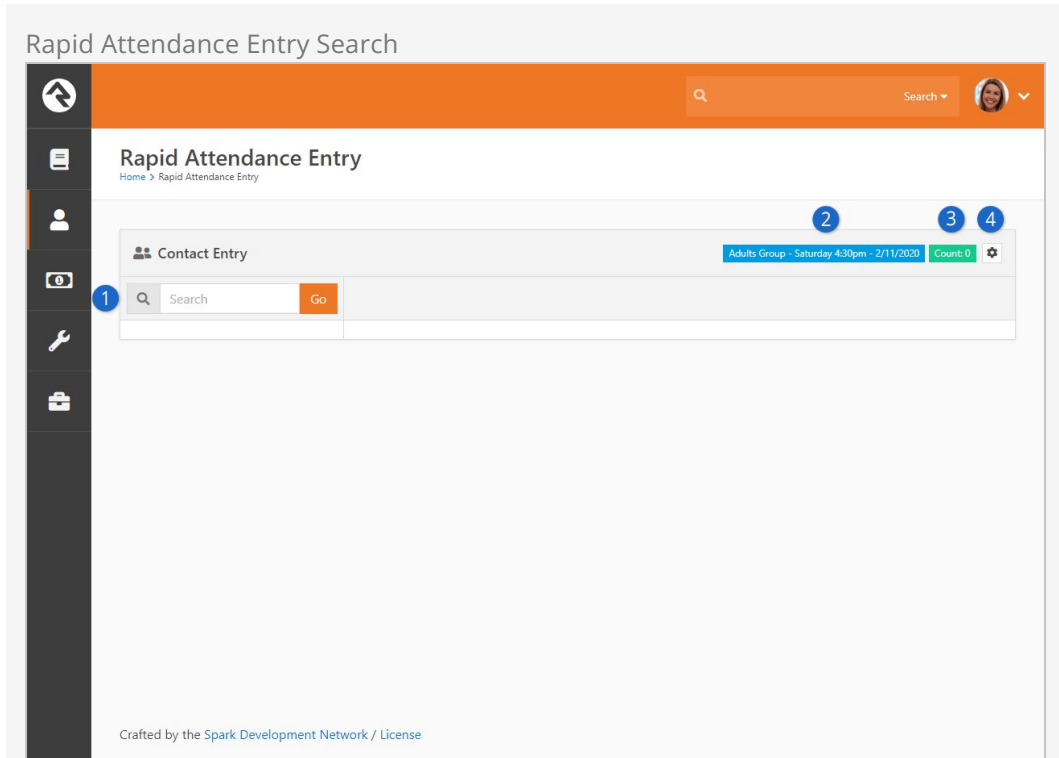 Rapid Attendance Entry Search
Search
Rapid Attendance Entry
Home > Rapid Attendance Entry
2 3 4
Contact Entry
Adults Group - Saturday 4:30pm - 2/11/2020 Count: 0
1 Search Go
Crafted by the Spark Development Network / License